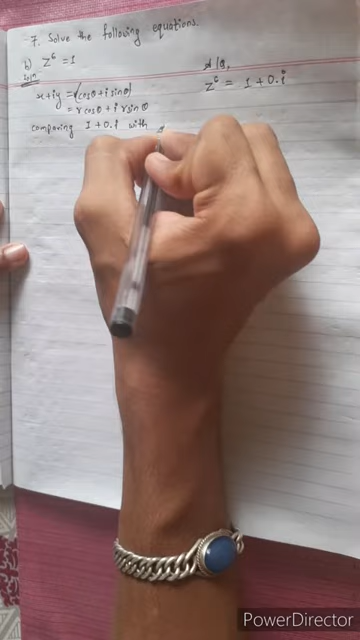 7. Solve the following equations.
b) z⁶ = 1
Soln
x+iy = r(cosθ + i sinθ)
= r cosθ + i r sinθ
comparing 1 + 0.i with
z⁶ = 1 + 0.i
PowerDirector